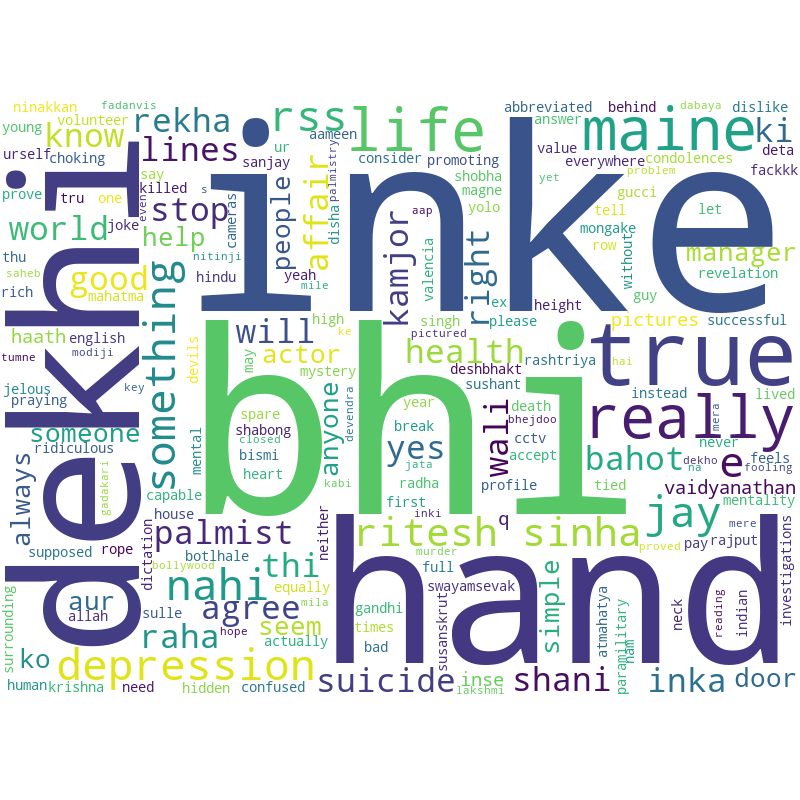 ninakkan
fadanvis
young
volunteer
rekha
rss
life
aameen
ur
sanjay
consider
promoting
abbreviated
behind
answer
maine
ki
dabaya
dislike
deta
urself
know
choking
lines
prove
say
killed
tru
one
even
joke
s
stop
cameras
palmistry
people
affair
disha
shobha
magne
yolo
value
everywhere
condolences
fackkk
gucci
tell
let
yet
problem
mongake
row
without
manager
revelation
world
help
thu
saheb
rich
good
mahatma
nitinji
hindu
yeah
mile
inke
aap
kamjor
valencia
right
ex
height
guy
pictures
successful
haath
english
tumne
modiji
something
devils
will
high
ke
singh
please
pictured
hai
rashtriya
deshbhakt
dekhi
jelous
key
praying
actor
may
mystery
health
sushant
true
instead
lived
never
mera
someone
ridiculous
mental
spare
shabong
closed
bismi
heart
bhi
anyone
devendra
year
break
yes
jata
radha
kabi
first
wali
death
bhejdoo
cctv
accept
profile
really
e
bahot
na
feels
dekho
fooling
tied
vaidyanathan
always
gadakari
capable
house
q
mentality
supposed
rope
dictation
palmist
neither
inki
ritesh
sinha
jay
pay
rajput
mere
proved
bollywood
botlhale
murder
nahi
thi
full
swayamsevak
aur
allah
sulle
agree
equally
mila
gandhi
times
susanskrut
hand
simple
atmahatya
neck
reading
indian
investigations
surrounding
ko
raha
hope
seem
actually
bad
paramilitary
ham
depression
human
krishna
need
hidden
confused
suicide
inse
lakshmi
shani
inka
door